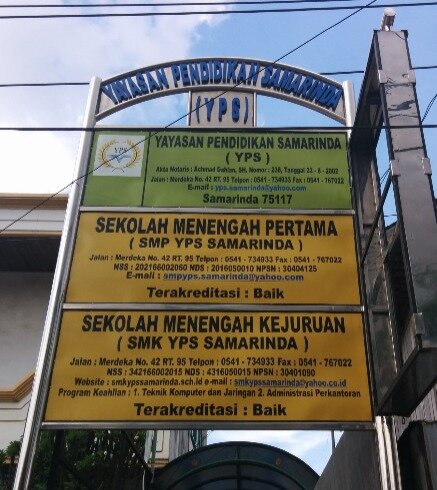 YAYASAN PENDIDIKAN SAMARINDA
(YPS)
YPS
YAYASAN PENDIDIKAN SAMARINDA
( YPS )
Akta Notaris : Achmad Dahlan, SH. Nomor : 238, Tanggal 22 - 8 - 2002
Jalan : Merdeka No. 42 RT. 95 Telpon : 0541 - 734933 Fax : 0541 - 767022
E-mail : yps.samarinda@yahoo.com
Samarinda 75117
SEKOLAH MENENGAH PERTAMA
( SMP YPS SAMARINDA )
Jalan : Merdeka No. 42 RT. 95 Telpon : 0541 - 734933 Fax : 0541 - 767022
NSS : 202166002060 NDS : 2016050010 NPSN : 30404125
E-mail : smpyps.samarinda@yahoo.com
Terakreditasi : Baik
SEKOLAH MENENGAH KEJURUAN
( SMK YPS SAMARINDA )
Jalan : Merdeka No. 42 RT. 95 Telpon : 0541 - 734933 Fax : 0541 - 767022
NSS : 342166002015 NDS : 4316050015 NPSN : 30401090
Website : smkypssamarinda.sch.id e-mail : smkypssamarinda@yahoo.co.id
Program Keahlian : 1. Teknik Komputer dan Jaringan 2. Administrasi Perkantoran
Terakreditasi : Baik